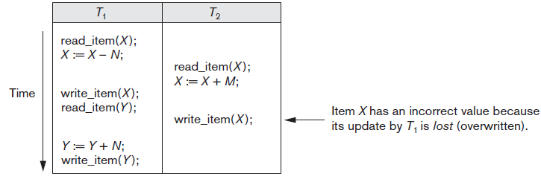 T₁ T₂
read_item(X);
X := X – N;
read_item(X);
X := X + M;
Time
write_item(X);
read_item(Y);
write_item(X);
Item X has an incorrect value because
its update by T₁ is lost (overwritten).
Y := Y + N;
write_item(Y);